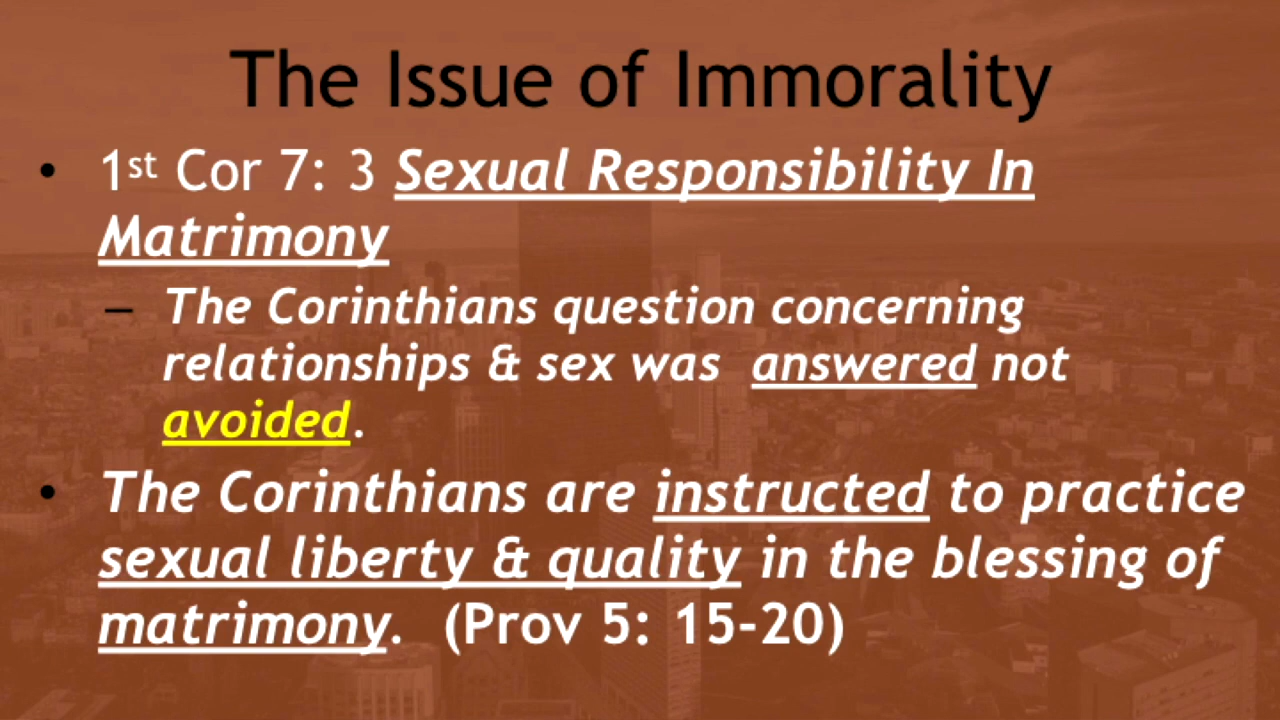 The Issue of Immorality
• 1st Cor 7: 3 Sexual Responsibility In
Matrimony
– The Corinthians question concerning
relationships & sex was answered not
avoided.
• The Corinthians are instructed to practice
sexual liberty & quality in the blessing of
matrimony. (Prov 5: 15-20)